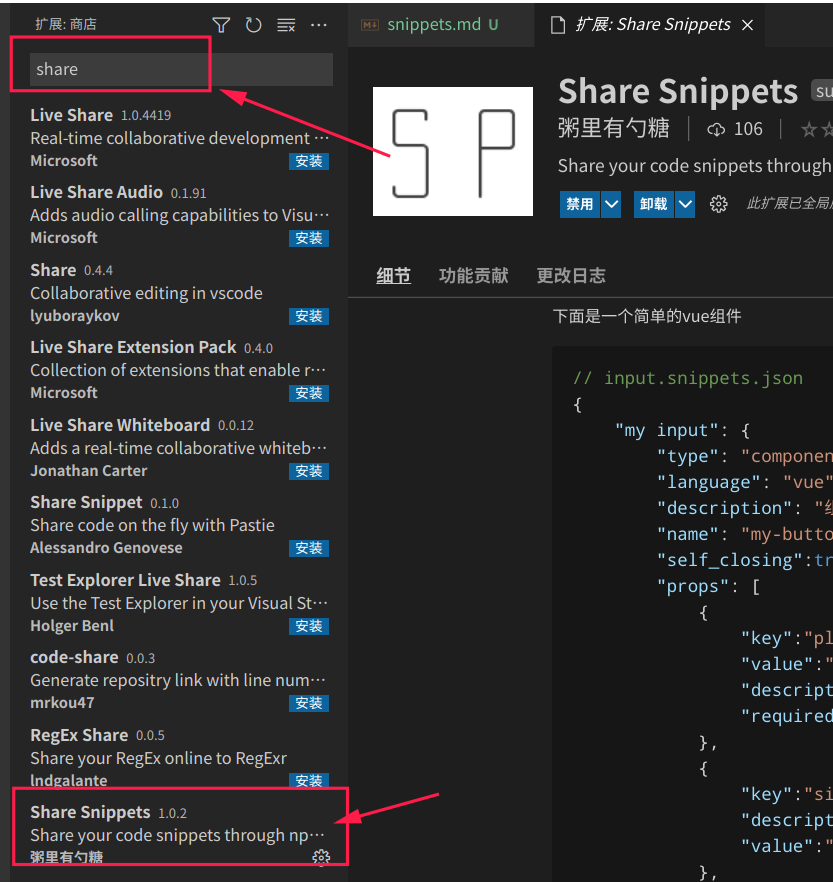 扩展: 商店
share
Live Share 1.0.4419
Real-time collaborative development ···
Microsoft 安装
Live Share Audio 0.1.91
Adds audio calling capabilities to Visu···
Microsoft 安装
Share 0.4.4
Collaborative editing in vscode
lyuboraykov 安装
Live Share Extension Pack 0.4.0
Collection of extensions that enable r···
Microsoft 安装
Live Share Whiteboard 0.0.12
Adds a real-time collaborative whiteb···
Jonathan Carter 安装
Share Snippet 0.1.0
Share code on the fly with Pastie
Alessandro Genovese 安装
Test Explorer Live Share 1.0.5
Use the Test Explorer in your Visual St···
Holger Benl 安装
code-share 0.0.3
Generate repositry link with line num···
mrkou47 安装
RegEx Share 0.0.5
Share your RegEx online to RegExr
lndgalante 安装
Share Snippets 1.0.2
Share your code snippets through np···
粥里有勺糖
snippets.md U
扩展: Share Snippets
SP
Share Snippets su
粥里有勺糖 106
Share your code snippets through
禁用 卸载 此扩展已全局
细节 功能贡献 更改日志
下面是一个简单的vue组件
// input.snippets.json
{
"my input": {
"type": "componen
"language": "vue"
"description": "组
"name": "my-butto
"self_closing":tr
"props": [
{
"key":"pl
"value":"
"descript
"required
},
{
"key":"si
"descript
"value":"
},